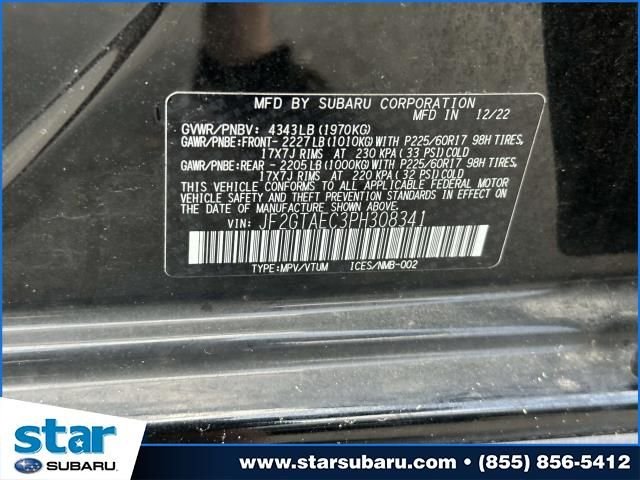 MFD BY SUBARU CORPORATION
MFD IN 12/22
GVWR/PNBV: 4343LB(1970KG)
GAWR/PNBE:FRONT-2227LB(1010KG)WITH P225/60R17 98H TIRES,
17X7J RIMS AT 230 KPA(33 PSI)COLD
GAWR/PNBE:REAR -2205LB(1000KG)WITH P225/60R17 98H TIRES,
17X7J RIMS AT 220 KPA(32 PSI)COLD
THIS VEHICLE CONFORMS TO ALL APPLICABLE FEDERAL MOTOR
VEHICLE SAFETY AND THEFT PREVENTION STANDARDS IN EFFECT ON
THE DATE OF MANUFACTURE SHOWN ABOVE.
VIN: JF2GTAEC3PH308341
TYPE:MPV/VTUM ICES/NMB-002
star
SUBARU®
www.starsubaru.com - (855) 856-5412